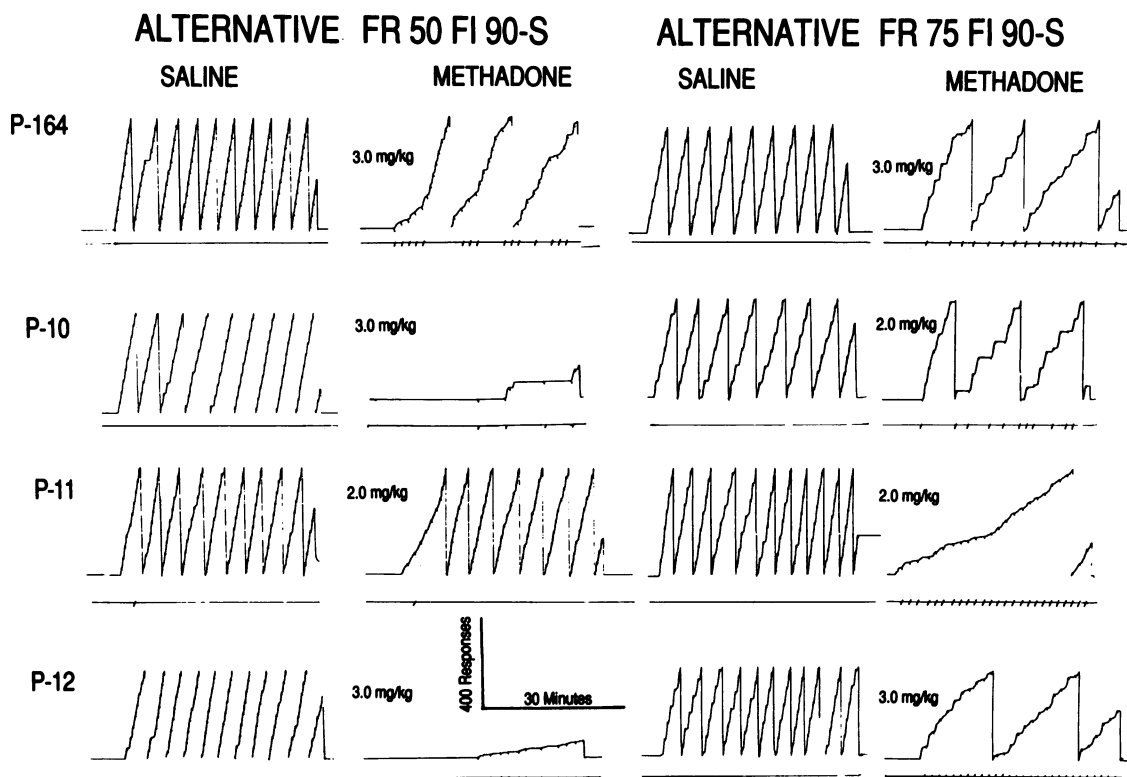 ALTERNATIVE FR 50 FI 90-S
ALTERNATIVE FR 75 FI 90-S
SALINE
METHADONE
SALINE
METHADONE
P-164
3.0 mg/kg
3.0 mg/kg
P-10
3.0 mg/kg
2.0 mg/kg
P-11
2.0 mg/kg
2.0 mg/kg
P-12
3.0 mg/kg
400 Responses
30 Minutes
3.0 mg/kg